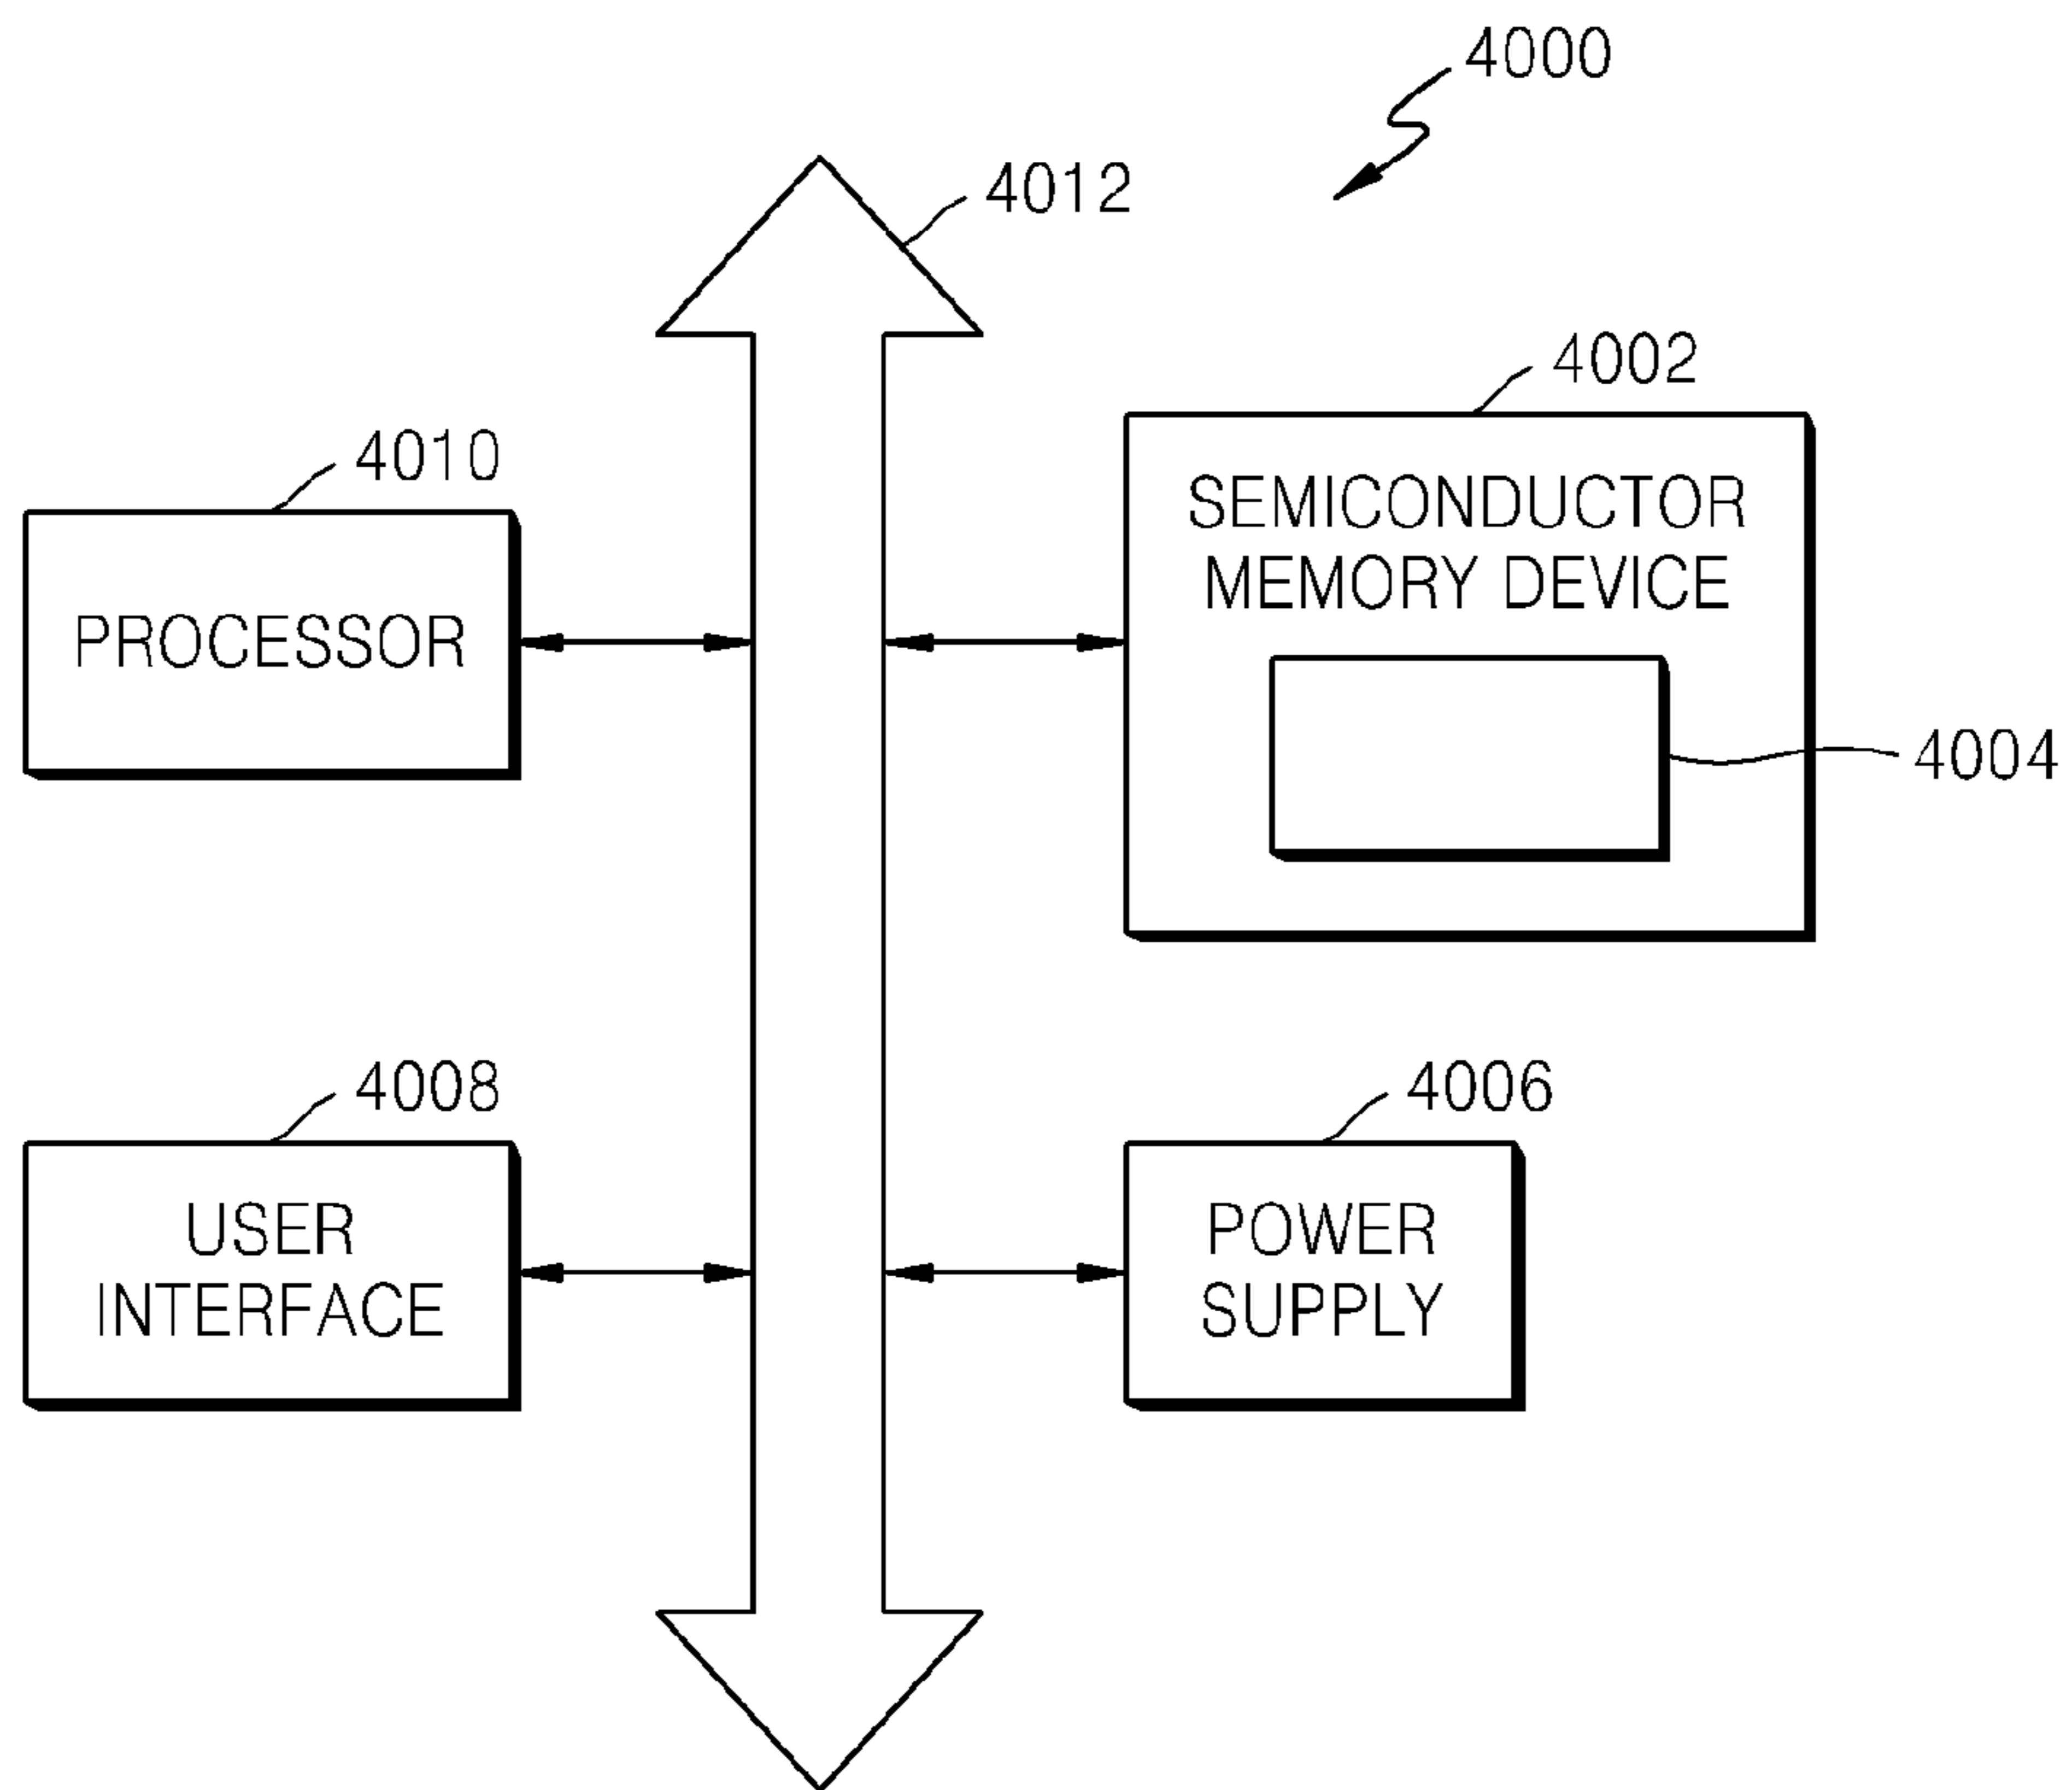 4000
4012
4002
4010
SEMICONDUCTOR
MEMORY DEVICE
PROCESSOR
4004
4008
4006
USER
INTERFACE
POWER
SUPPLY